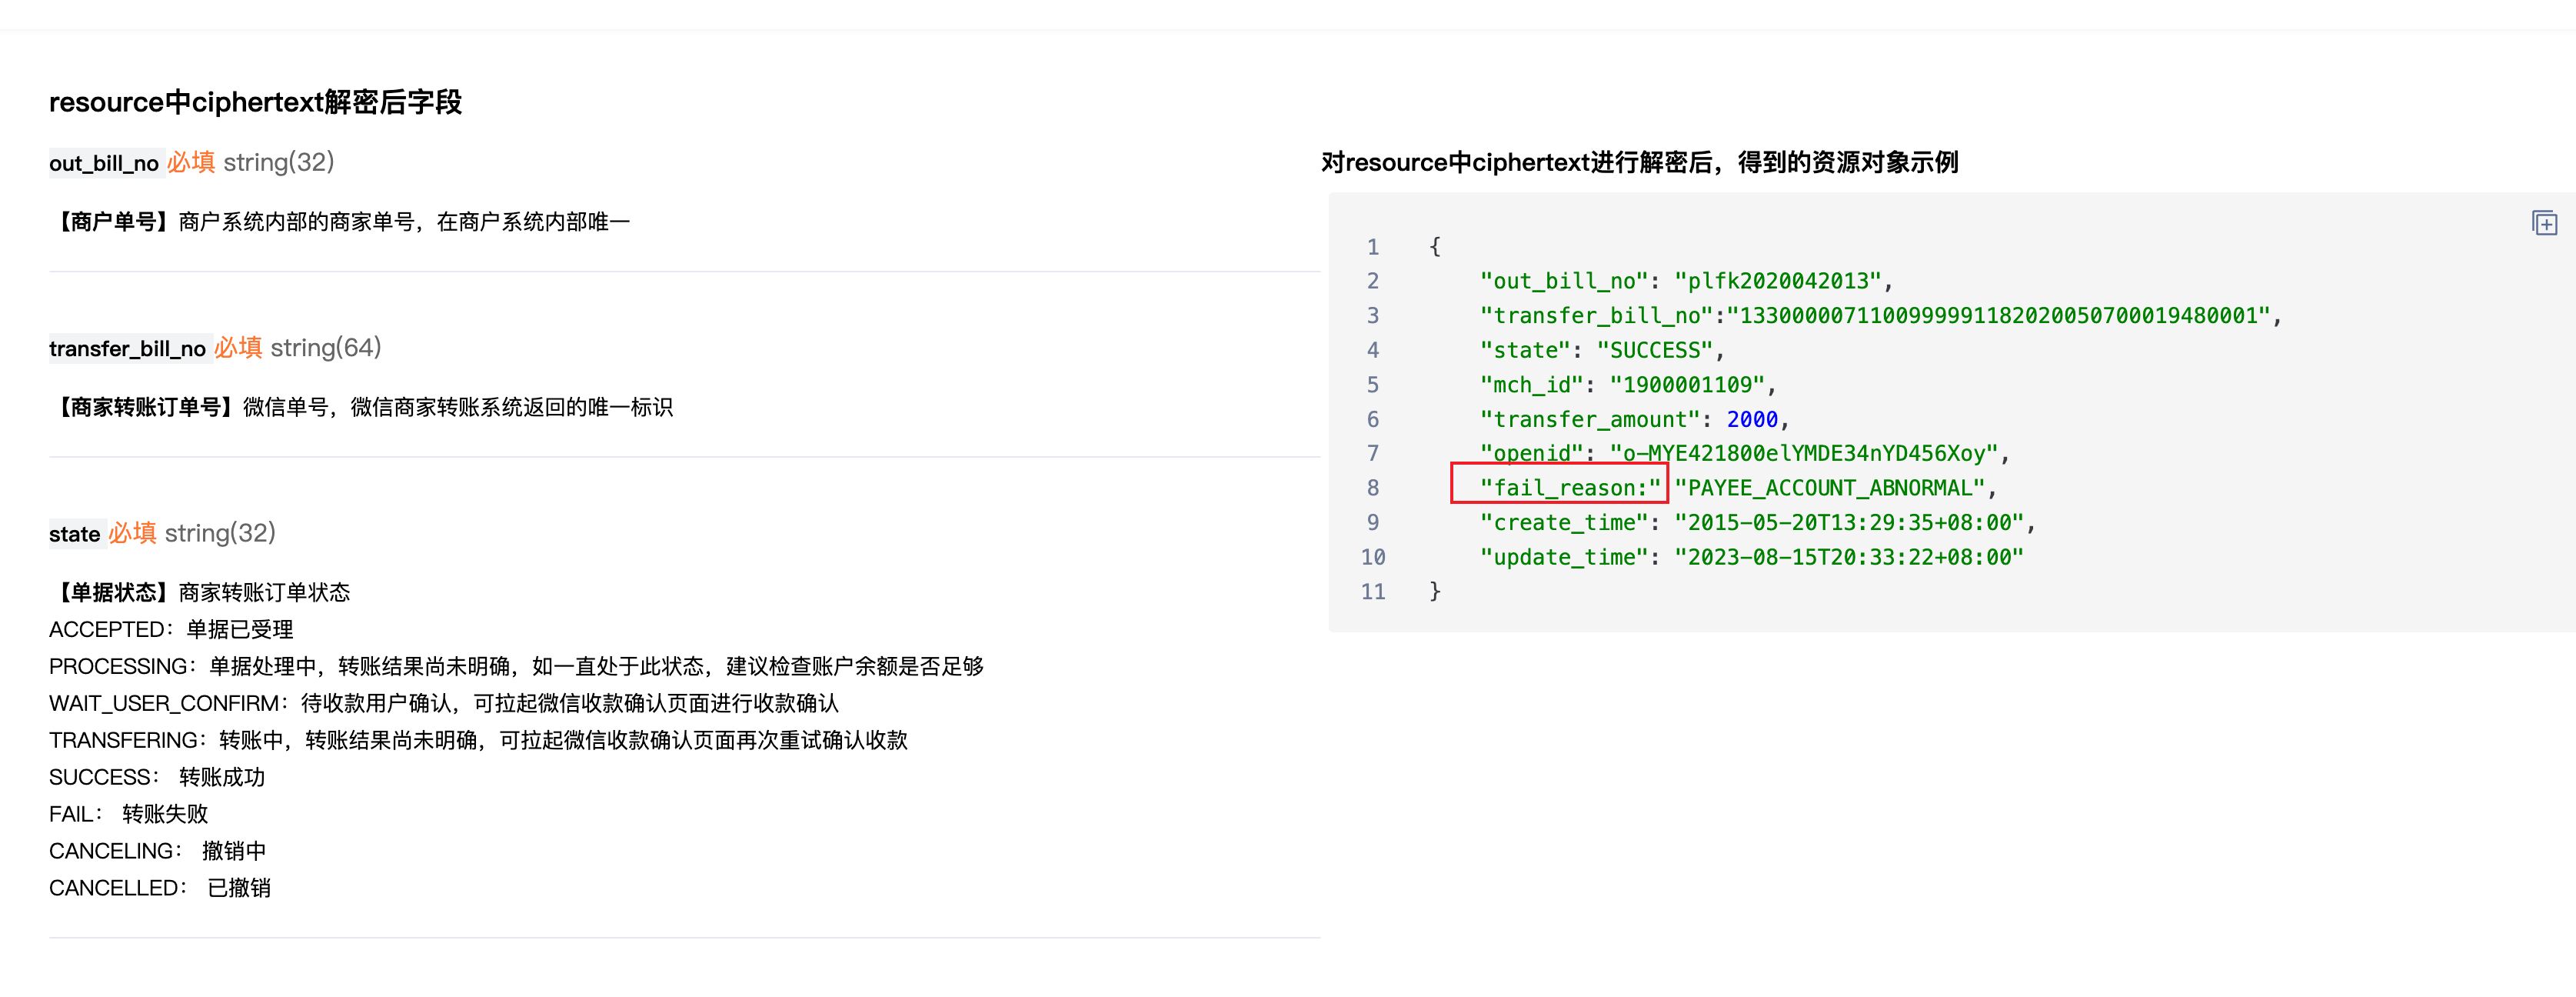 resource中ciphertext解密后字段
out_bill_no 必填 string(32)
【商户单号】商户系统内部的商家单号，在商户系统内部唯一
transfer_bill_no 必填 string(64)
【商家转账订单号】微信单号，微信商家转账系统返回的唯一标识
state 必填 string(32)
【单据状态】商家转账订单状态
ACCEPTED：单据已受理
PROCESSING：单据处理中，转账结果尚未明确，如一直处于此状态，建议检查账户余额是否足够
WAIT_USER_CONFIRM：待收款用户确认，可拉起微信收款确认页面进行收款确认
TRANSFERING：转账中，转账结果尚未明确，可拉起微信收款确认页面再次重试确认收款
SUCCESS： 转账成功
FAIL： 转账失败
CANCELING： 撤销中
CANCELLED： 已撤销
对resource中ciphertext进行解密后，得到的资源对象示例
1 {
2 "out_bill_no": "plfk2020042013",
3 "transfer_bill_no":"1330000071100999991182020050700019480001",
4 "state": "SUCCESS",
5 "mch_id": "1900001109",
6 "transfer_amount": 2000,
7 "openid": "o-MYE421800elYMDE34nYD456Xoy",
8 "fail_reason:" "PAYEE_ACCOUNT_ABNORMAL",
9 "create_time": "2015-05-20T13:29:35+08:00",
10 "update_time": "2023-08-15T20:33:22+08:00"
11 }